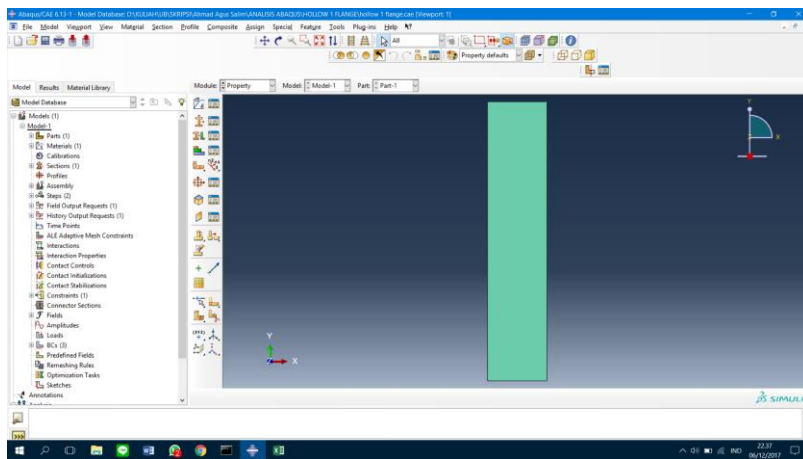 Abaqus/CAE 6.13-1 - Model Database: D:\KULIAH\UB\SKRIPSI\Ahmad Agus Salim\ANALISIS ABAQUS\HOLLOW 1 FLANGE\hollow 1 flange.cae [Viewport: 1]
File Model Viewport View Material Section Profile Composite Assign Special Feature Tools Plug-ins Help
All
Property defaults
Model Results Material Library
Module: Property Model: Model-1 Part: Part-1
Model Database
Models (1)
Model-1
Parts (1)
Materials (1)
Calibrations
Sections (1)
Profiles
Assembly
Steps (2)
Field Output Requests (1)
History Output Requests (1)
Time Points
ALE Adaptive Mesh Constraints
Interactions
Interaction Properties
Contact Controls
Contact Initializations
Contact Stabilizations
Constraints (1)
Connector Sections
Fields
Amplitudes
Loads
BCs (3)
Predefined Fields
Remeshing Rules
Optimization Tasks
Sketches
Annotations
Y
X
Y
X
SIMULI
>>>
IND
22.37
06/12/2017